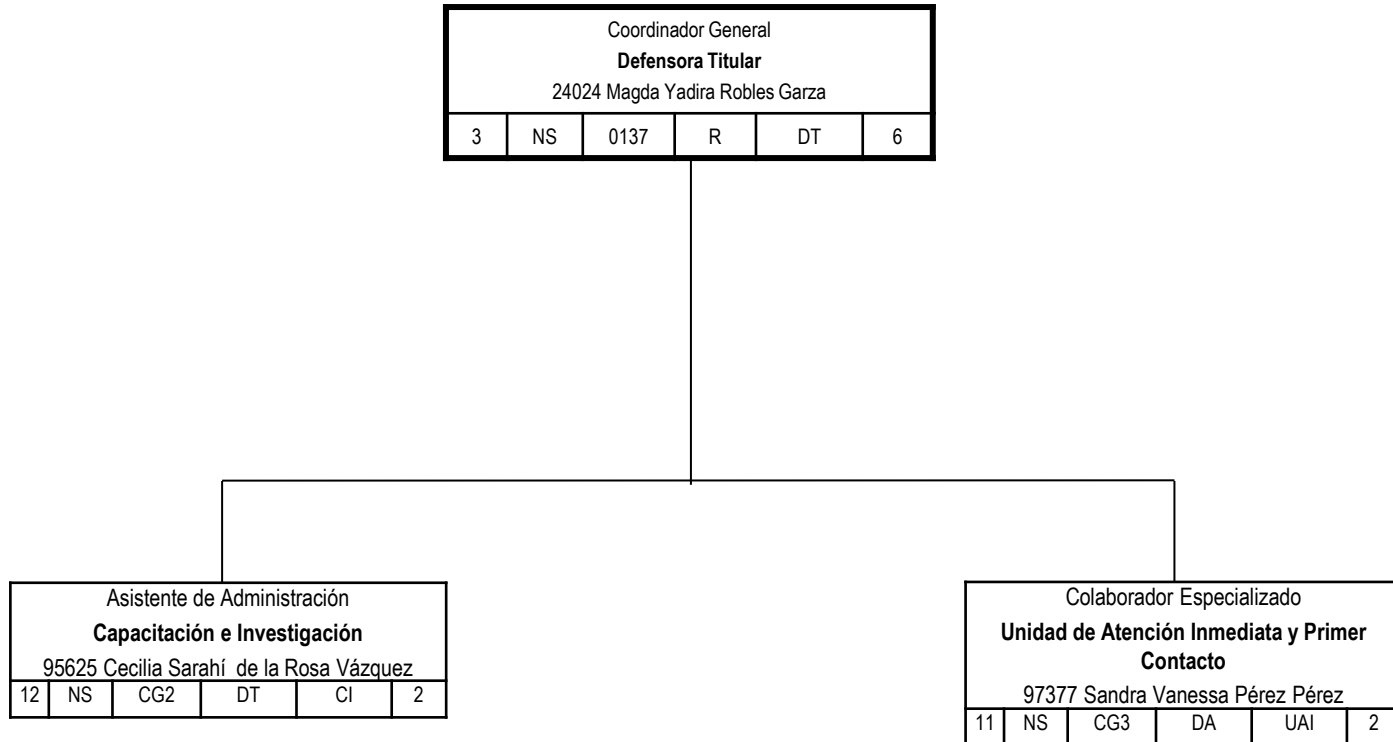 Coordinador General
Defensora Titular
24024 Magda Yadira Robles Garza
3 NS 0137 R DT 6
Asistente de Administración
Capacitación e Investigación
95625 Cecilia Sarahí de la Rosa Vázquez
12 NS CG2 DT CI 2
Colaborador Especializado
Unidad de Atención Inmediata y Primer
Contacto
97377 Sandra Vanessa Pérez Pérez
11 NS CG3 DA UAI 2